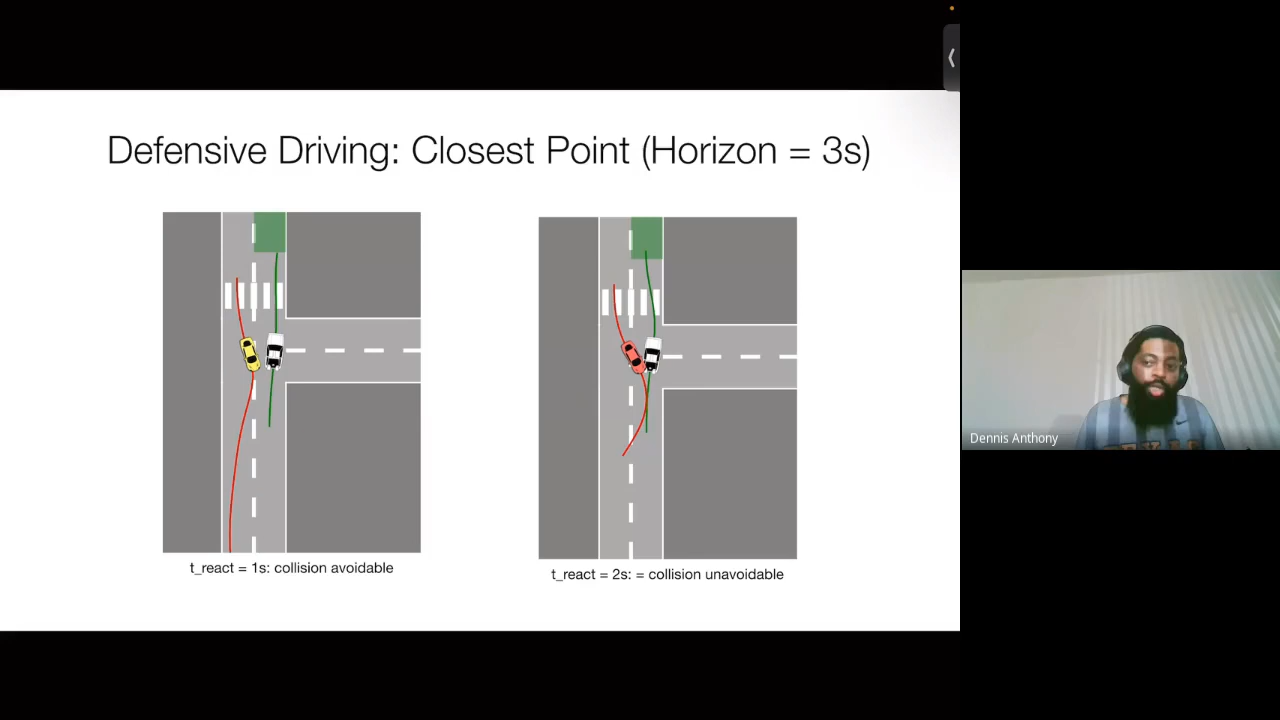 Defensive Driving: Closest Point (Horizon = 3s)
t_react = 1s: collision avoidable
t_react = 2s: = collision unavoidable
Dennis Anthony